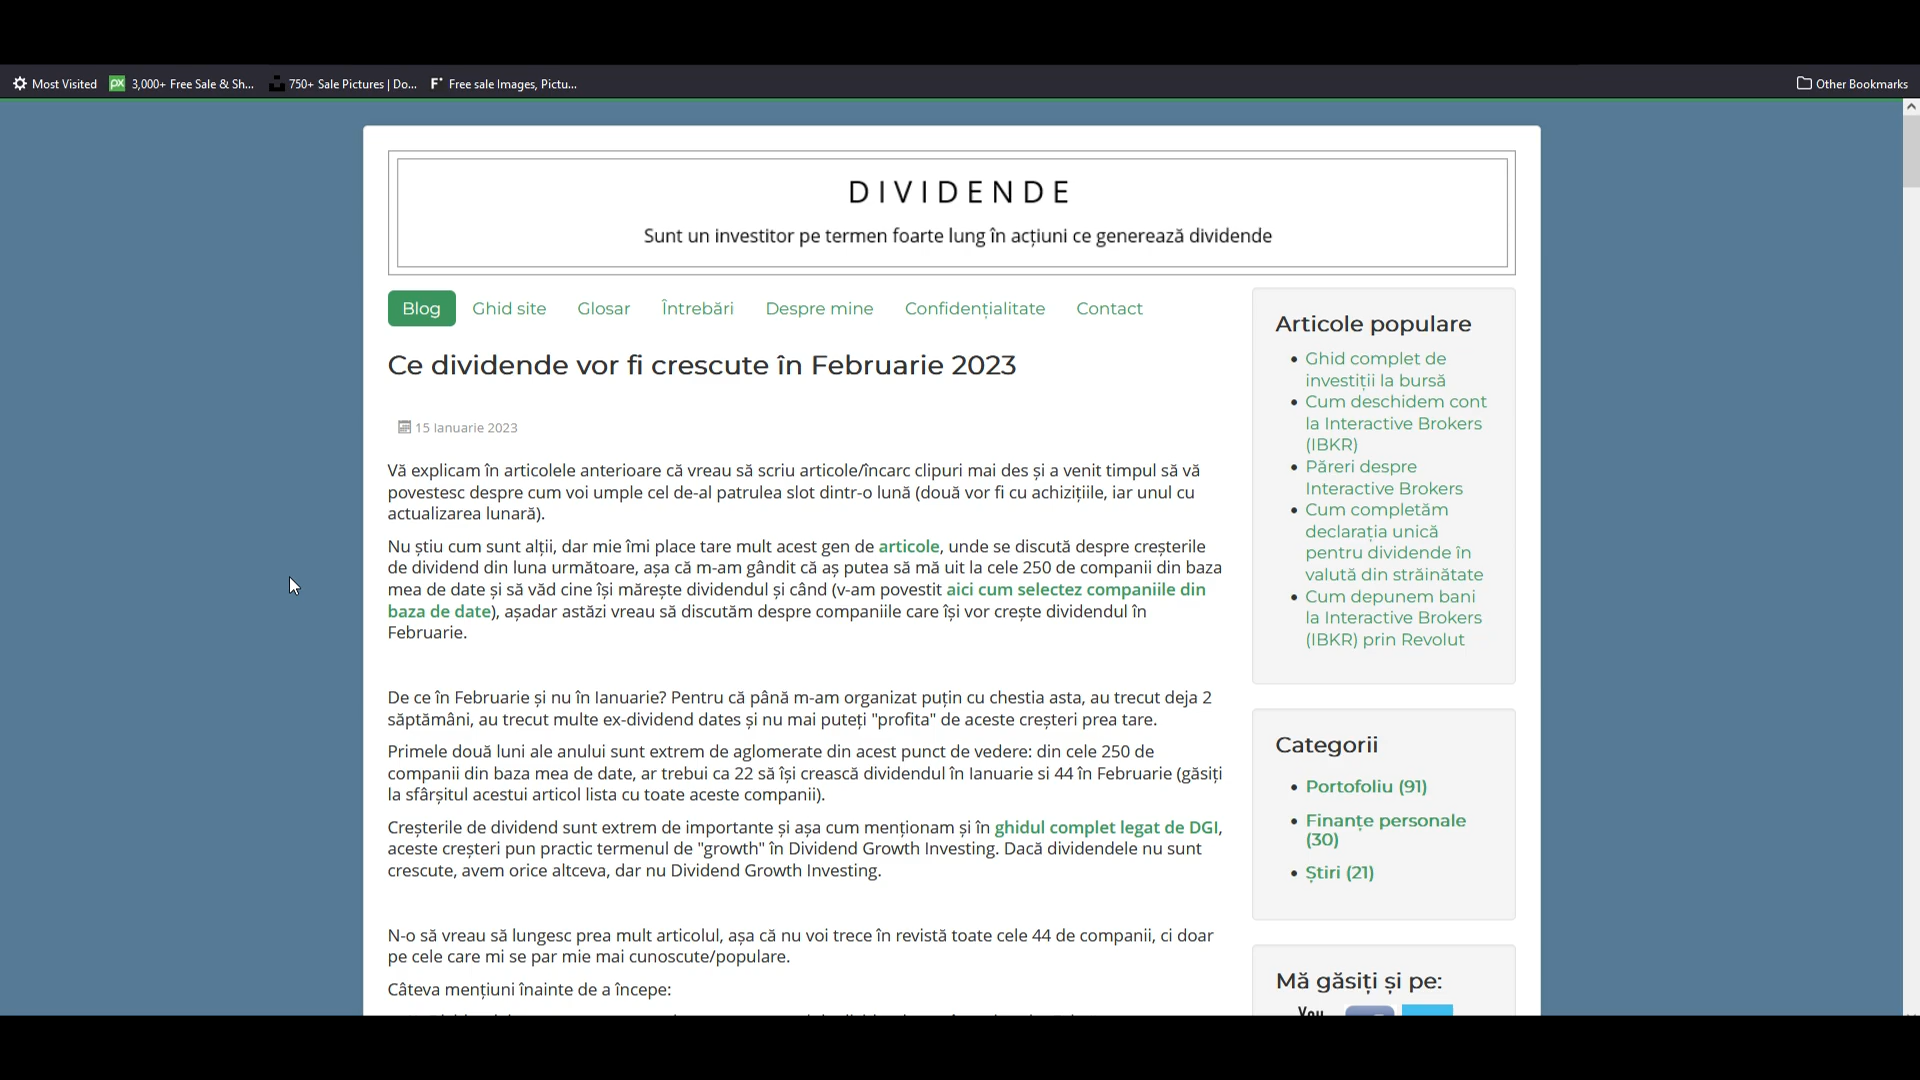 Most Visited
3,000+ Free Sale & Sh...
750+ Sale Pictures | Do...
Free sale Images, Pictu...
Other Bookmarks
DIVIDENDE
Sunt un investitor pe termen foarte lung în acțiuni ce generează dividende
Blog
Ghid site
Glosar
Întrebări
Despre mine
Confidențialitate
Contact
Ce dividende vor fi crescute în Februarie 2023
15 Ianuarie 2023
Vă explicam în articolele anterioare că vreau să scriu articole/încarc clipuri mai des și a venit timpul să vă
povestesc despre cum voi umple cel de-al patrulea slot dintr-o lună (două vor fi cu achizițiile, iar unul cu
actualizarea lunară).
Nu știu cum sunt alții, dar mie îmi place tare mult acest gen de articole, unde se discută despre creșterile
de dividend din luna următoare, așa că m-am gândit că aș putea să mă uit la cele 250 de companii din baza
mea de date și să văd cine își mărește dividendul și când (v-am povestit aici cum selectez companiile din
baza de date), așadar astăzi vreau să discutăm despre companiile care își vor crește dividendul în
Februarie.
De ce în Februarie și nu în Ianuarie? Pentru că până m-am organizat puțin cu chestia asta, au trecut deja 2
săptămâni, au trecut multe ex-dividend dates și nu mai puteți "profita" de aceste creșteri prea tare.
Primele două luni ale anului sunt extrem de aglomerate din acest punct de vedere: din cele 250 de
companii din baza mea de date, ar trebui ca 22 să își crească dividendul în Ianuarie si 44 în Februarie (găsiți
la sfârșitul acestui articol lista cu toate aceste companii).
Creșterile de dividend sunt extrem de importante și așa cum menționam și în ghidul complet legat de DGI,
aceste creșteri pun practic termenul de "growth" în Dividend Growth Investing. Dacă dividendele nu sunt
crescute, avem orice altceva, dar nu Dividend Growth Investing.
N-o să vreau să lungesc prea mult articolul, așa că nu voi trece în revistă toate cele 44 de companii, ci doar
pe cele care mi se par mie mai cunoscute/populare.
Câteva mențiuni înainte de a începe:
Articole populare
Ghid complet de
investiții la bursă
Cum deschidem cont
la Interactive Brokers
(IBKR)
Păreri despre
Interactive Brokers
Cum completăm
declarația unică
pentru dividende în
valută din străinătate
Cum depunem bani
la Interactive Brokers
(IBKR) prin Revolut
Categorii
Portofoliu (91)
Finanțe personale
(30)
Știri (21)
Mă găsiți și pe:
You